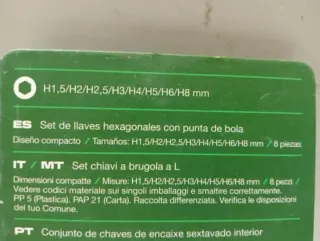 H1,5/H2/H2,5/H3/H4/H5/H6/H8 mm
ES Set de llaves hexagonales con punta de bola
Diseño compacto / Tamaños: H1,5/H2/H2,5/H3/H4/H5/H6/H8 mm / 8 piezas
IT / MT Set chiavi a brugola a L
Dimensioni compatte / Misure: H1,5/H2/H2,5/H3/H4/H5/H6/H8 mm / 8 pezzi /
Vedere codici materiale sui singoli imballaggi e smaltire correttamente.
PP 5 (Plastica). PAP 21 (Carta). Raccolta differenziata. Verifica le disposizioni
del tuo Comune.
PT Conjunto de chaves de encaixe sextavado interior